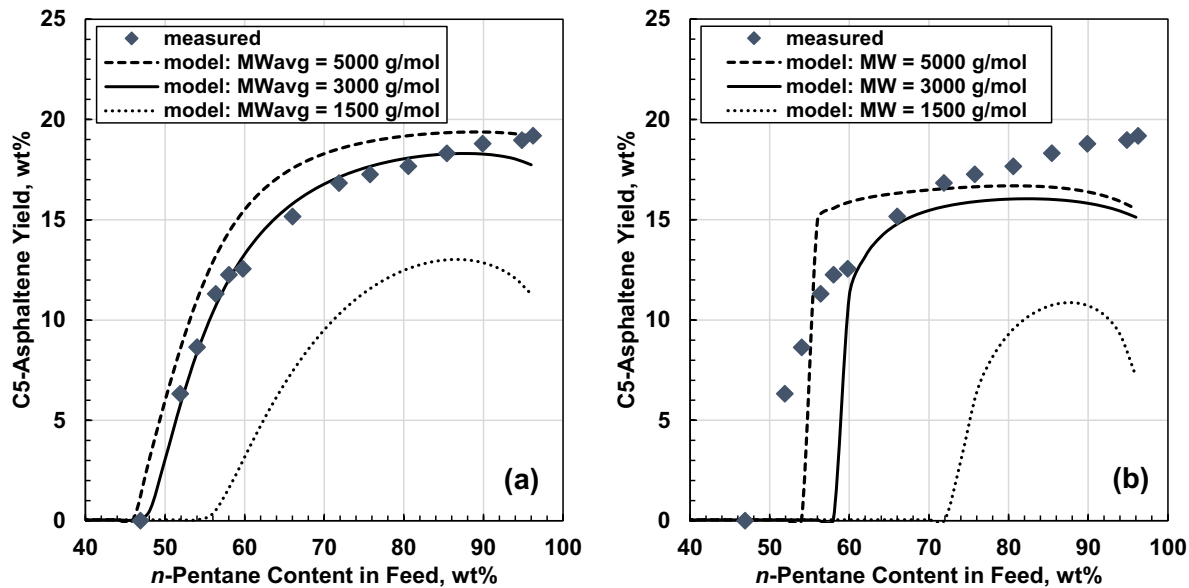 25
20
15
10
5
0
C5-Asphaltene Yield, wt%
measured
model: MWavg = 5000 g/mol
model: MWavg = 3000 g/mol
model: MWavg = 1500 g/mol
(a)
40 50 60 70 80 90 100
n-Pentane Content in Feed, wt%
25
20
15
10
5
0
C5-Asphaltene Yield, wt%
measured
model: MW = 5000 g/mol
model: MW = 3000 g/mol
model: MW = 1500 g/mol
(b)
40 50 60 70 80 90 100
n-Pentane Content in Feed, wt%